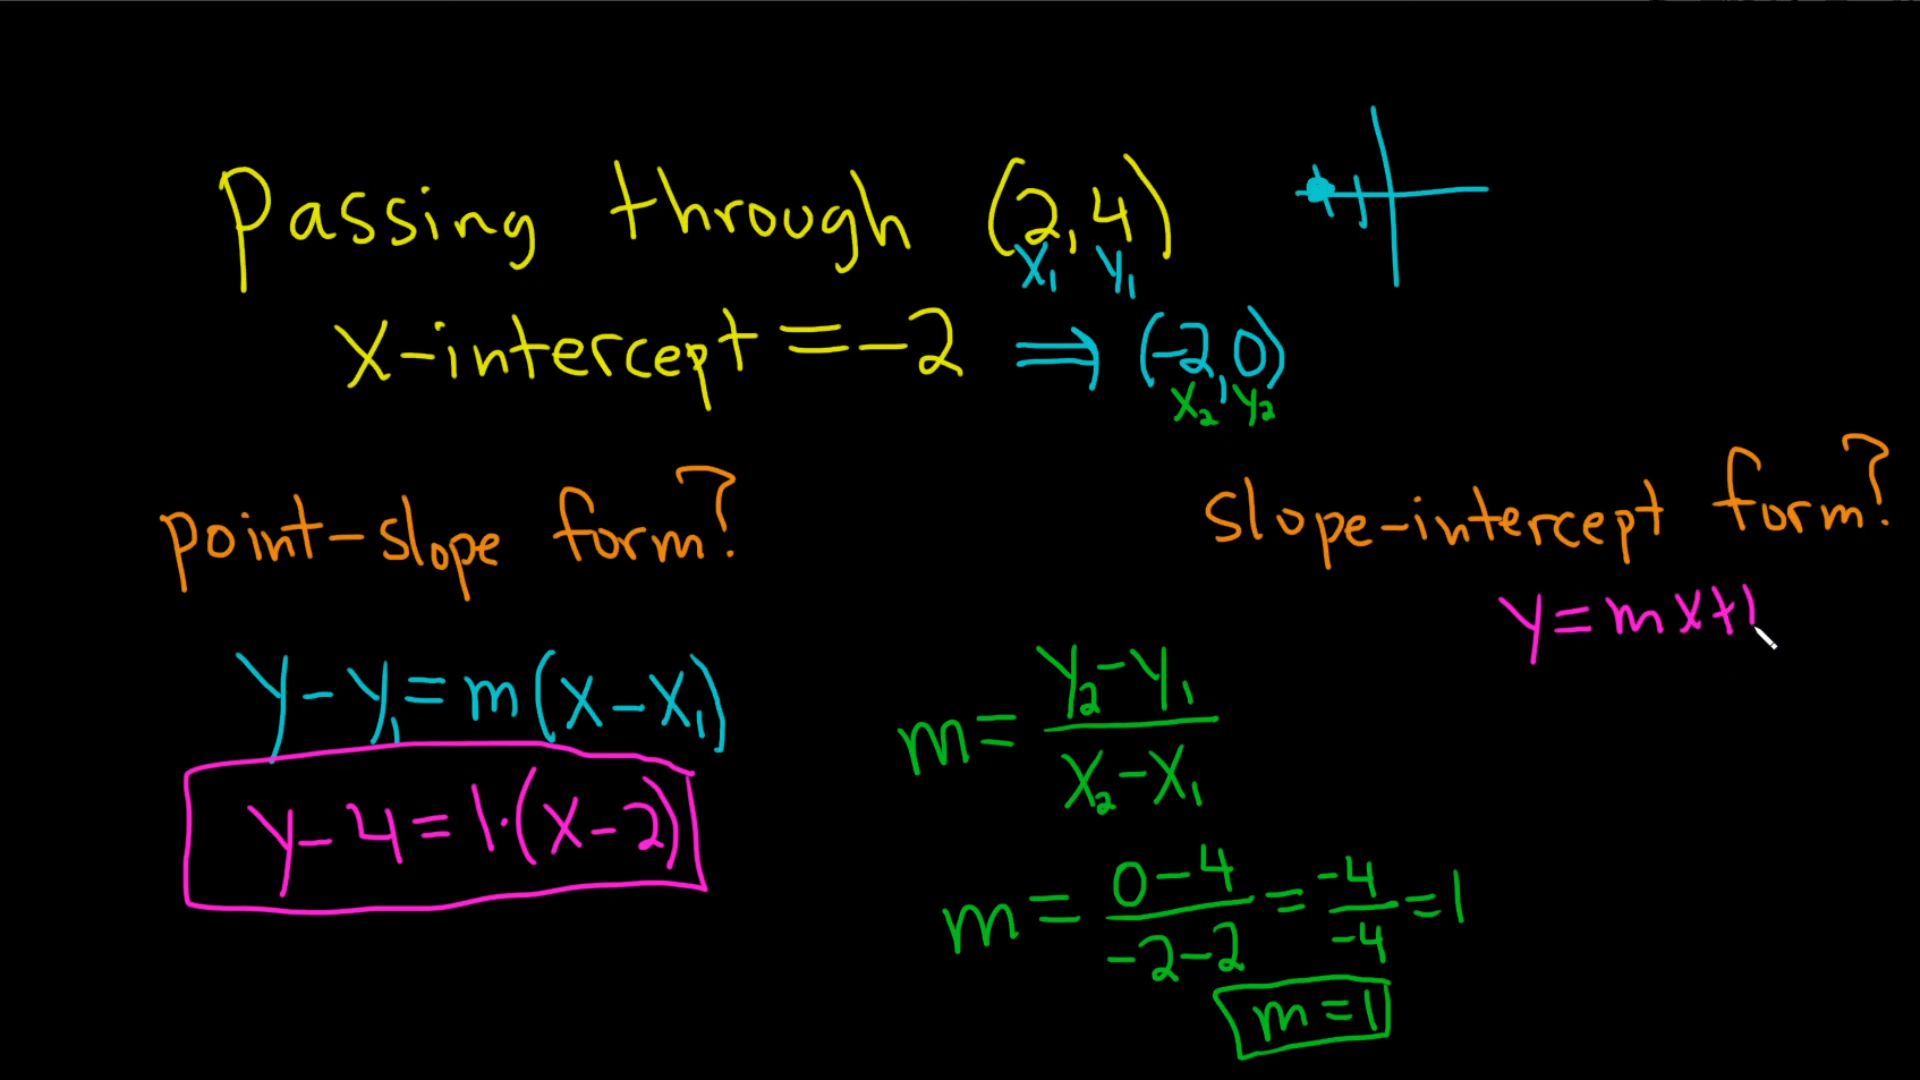 Passing through (2,4)
x₁ y₁
x-intercept = -2 ⇒ (-2,0)
x₂ y₂
point-slope form?
slope-intercept form?
y = mx+
y - y₁ = m(x - x₁)
y - 4 = 1·(x - 2)
m = (y₂ - y₁)/(x₂ - x₁)
m = (0 - 4)/(-2 - 2) = -4/-4 = 1
m = 1